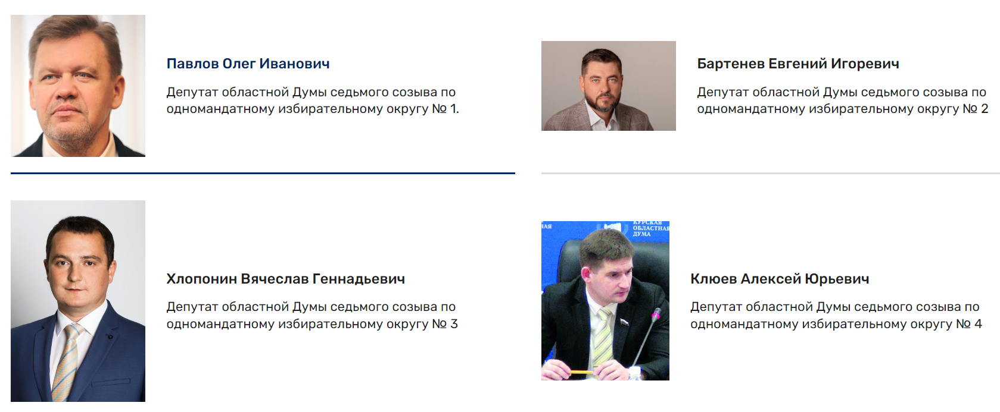 Павлов Олег Иванович
Депутат областной Думы седьмого созыва по
одномандатному избирательному округу № 1.
Бартенев Евгений Игоревич
Депутат областной Думы седьмого созыва по
одномандатному избирательному округу № 2
Хлопонин Вячеслав Геннадьевич
Депутат областной Думы седьмого созыва по
одномандатному избирательному округу № 3
КУРСКАЯ
ОБЛАСТНАЯ
ДУМА
Клюев Алексей Юрьевич
Депутат областной Думы седьмого созыва по
одномандатному избирательному округу № 4